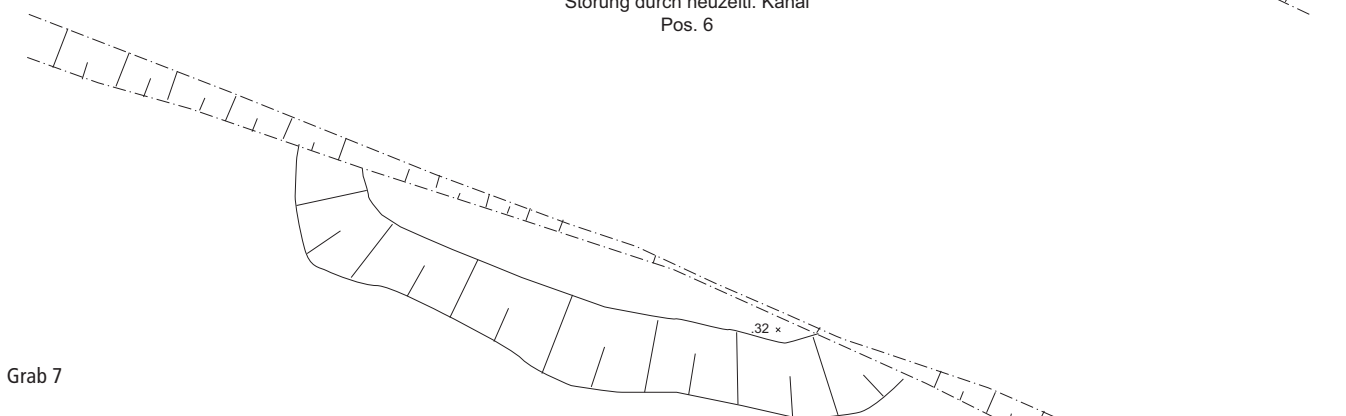 Störung durch neuzeitl. Kanal
Pos. 6
.32 ×
Grab 7